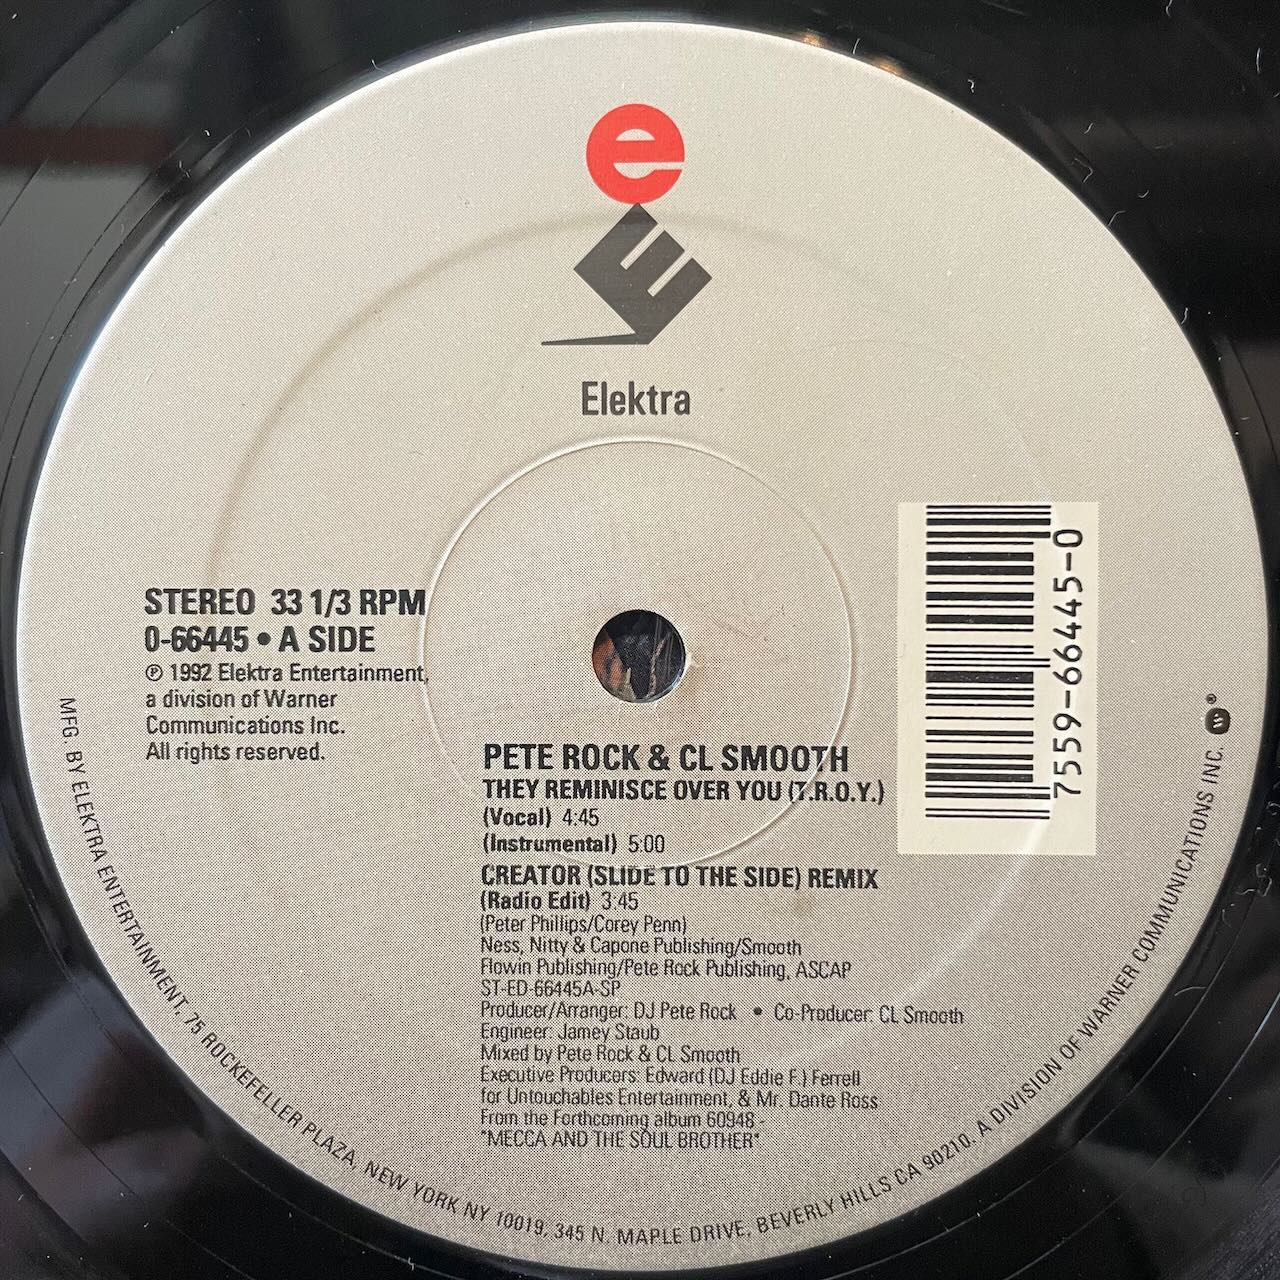 e
E
Elektra
STEREO 33 1/3 RPM
0-66445 • A SIDE
℗ 1992 Elektra Entertainment,
a division of Warner
Communications Inc.
All rights reserved.
7559-66445-0
PETE ROCK & CL SMOOTH
THEY REMINISCE OVER YOU (T.R.O.Y.)
(Vocal) 4:45
(Instrumental) 5:00
CREATOR (SLIDE TO THE SIDE) REMIX
(Radio Edit) 3:45
(Peter Phillips/Corey Penn)
Ness, Nitty & Capone Publishing/Smooth
Flowin Publishing/Pete Rock Publishing, ASCAP
ST-ED-66445A-SP
Producer/Arranger: DJ Pete Rock • Co-Producer: CL Smooth
Engineer: Jamey Staub
Mixed by Pete Rock & CL Smooth
Executive Producers: Edward (DJ Eddie F.) Ferrell
for Untouchables Entertainment, & Mr. Dante Ross
From the Forthcoming album 60948 -
"MECCA AND THE SOUL BROTHER"
MFG. BY ELEKTRA ENTERTAINMENT, 75 ROCKEFELLER PLAZA, NEW YORK NY 10019, 345 N. MAPLE DRIVE, BEVERLY HILLS CA 90210. A DIVISION OF WARNER COMMUNICATIONS INC. ®